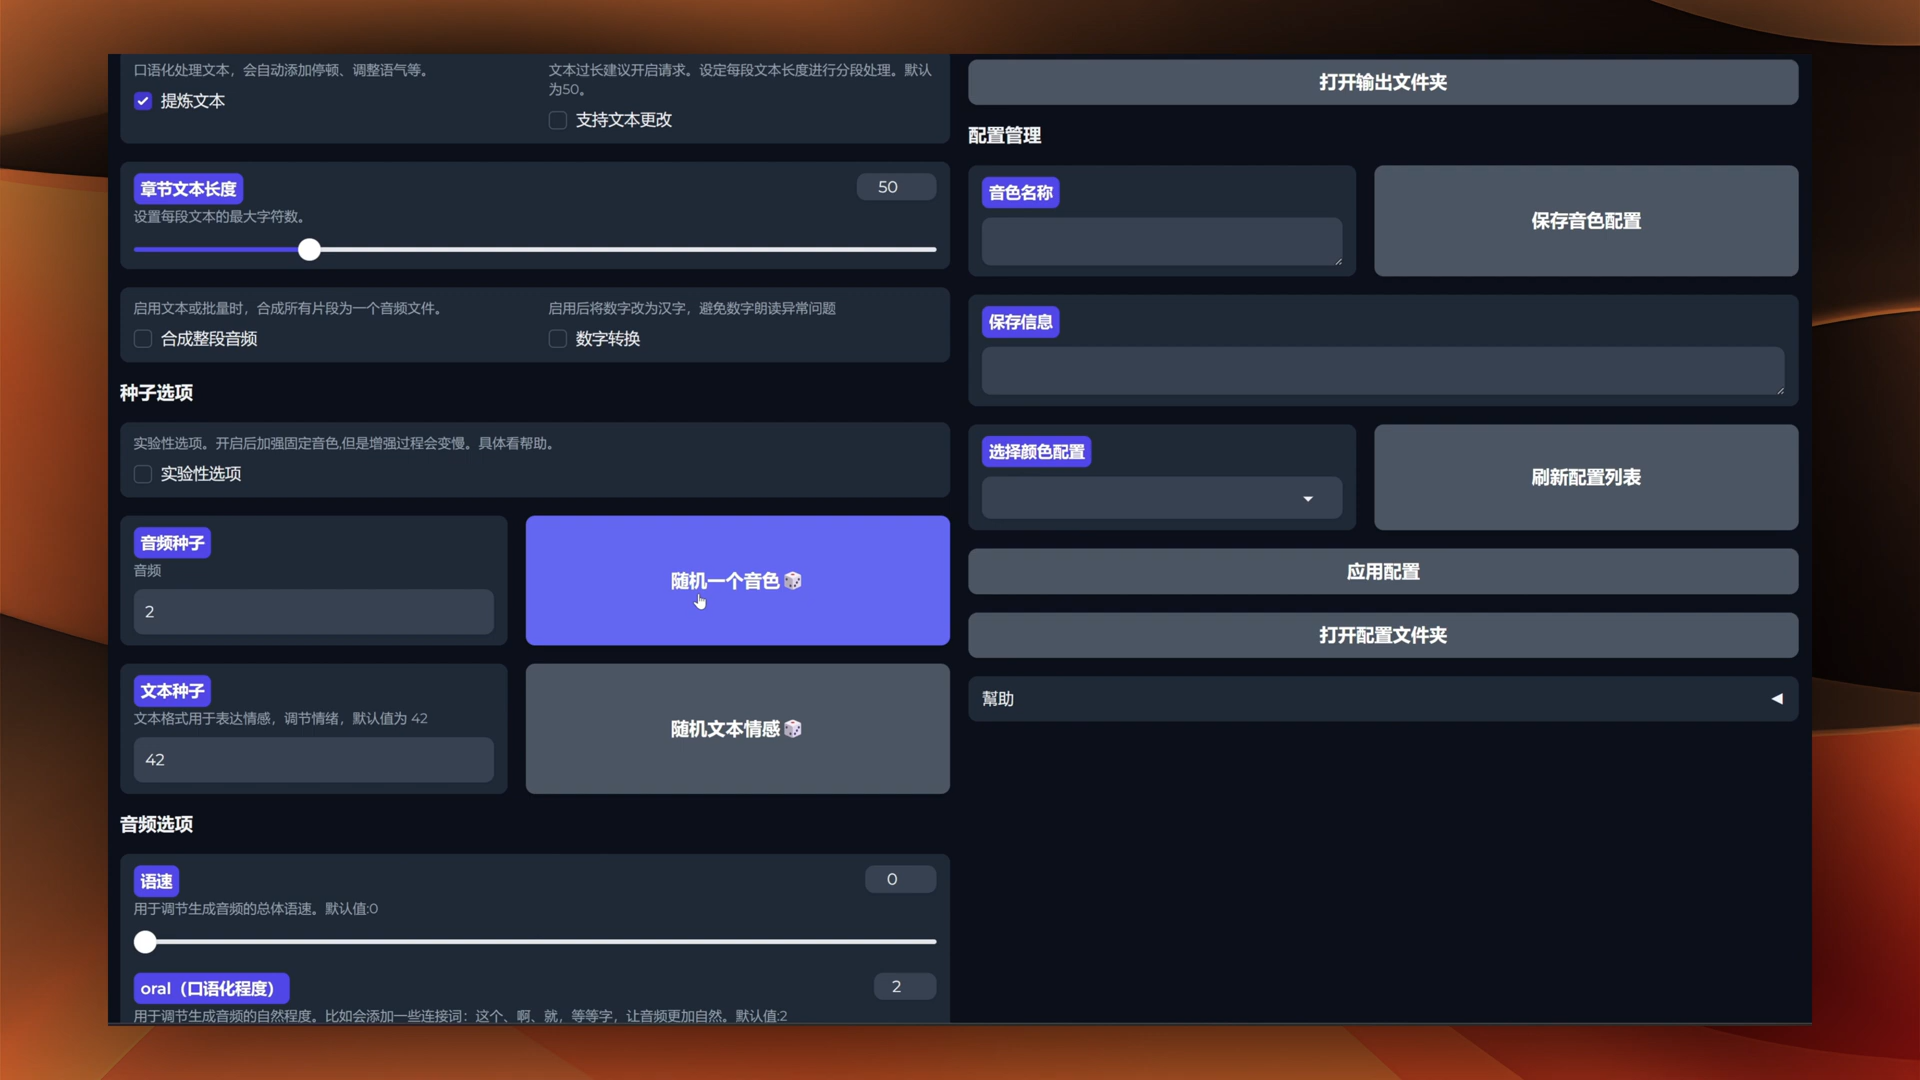 口语化处理文本，会自动添加停顿、调整语气等。
提炼文本
文本过长建议开启请求。设定每段文本长度进行分段处理。默认
为50。
支持文本更改
章节文本长度
50
设置每段文本的最大字符数。
启用文本或批量时，合成所有片段为一个音频文件。
合成整段音频
启用后将数字改为汉字，避免数字朗读异常问题
数字转换
种子选项
实验性选项。开启后加强固定音色,但是增强过程会变慢。具体看帮助。
实验性选项
音频种子
音频
2
随机一个音色🎲
文本种子
文本格式用于表达情感，调节情绪，默认值为 42
42
随机文本情感🎲
音频选项
语速
0
用于调节生成音频的总体语速。默认值:0
oral（口语化程度）
2
用于调节生成音频的自然程度。比如会添加一些连接词：这个、啊、就，等等字，让音频更加自然。默认值:2
打开输出文件夹
配置管理
音色名称
保存音色配置
保存信息
选择颜色配置
刷新配置列表
应用配置
打开配置文件夹
幫助